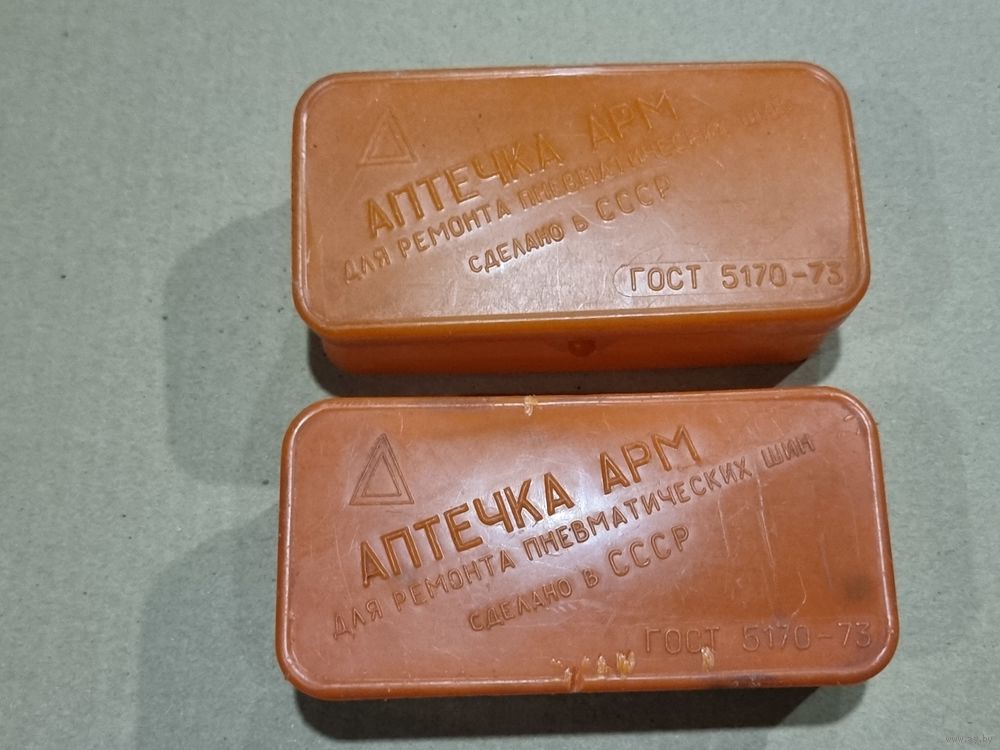 АПТЕЧКА АРМ
ДЛЯ РЕМОНТА ПНЕВМАТИЧЕСКИХ ШИН
СДЕЛАНО В СССР
ГОСТ 5170-73
АПТЕЧКА АРМ
ДЛЯ РЕМОНТА ПНЕВМАТИЧЕСКИХ ШИН
СДЕЛАНО В СССР
ГОСТ 5170-73